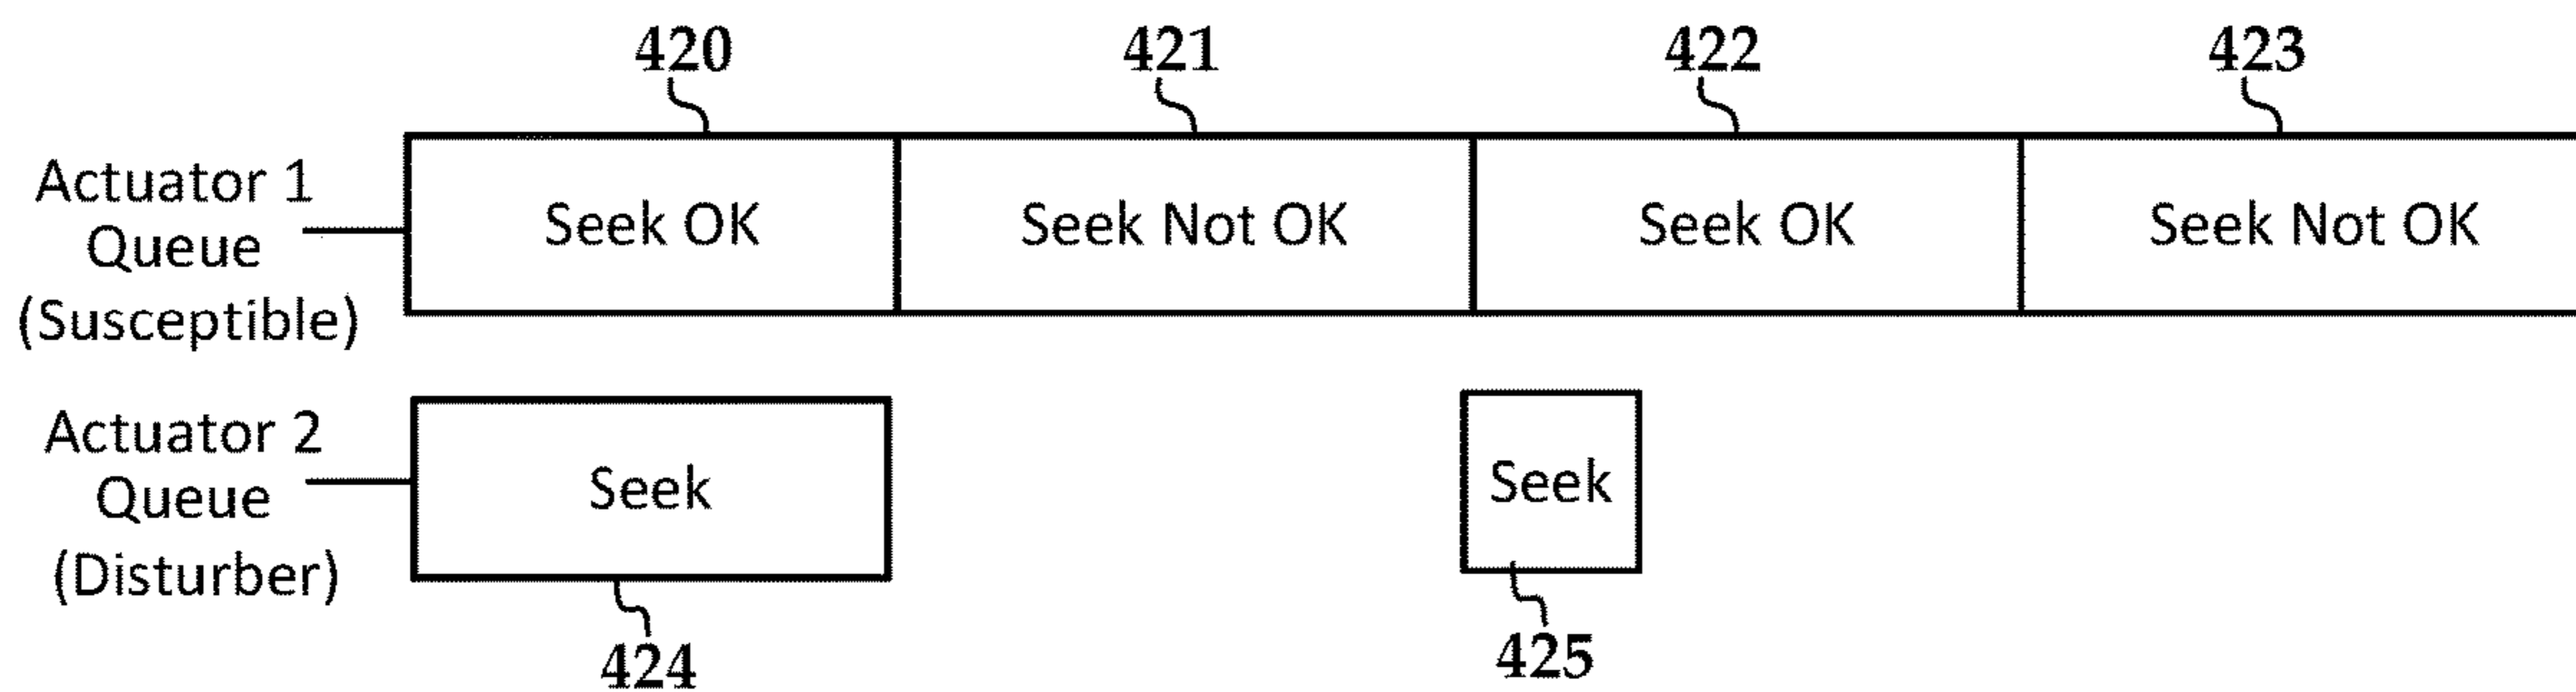 420 421 422 423
Actuator 1
Queue
(Susceptible)
Seek OK Seek Not OK Seek OK Seek Not OK
Actuator 2
Queue
(Disturber)
Seek Seek
424 425